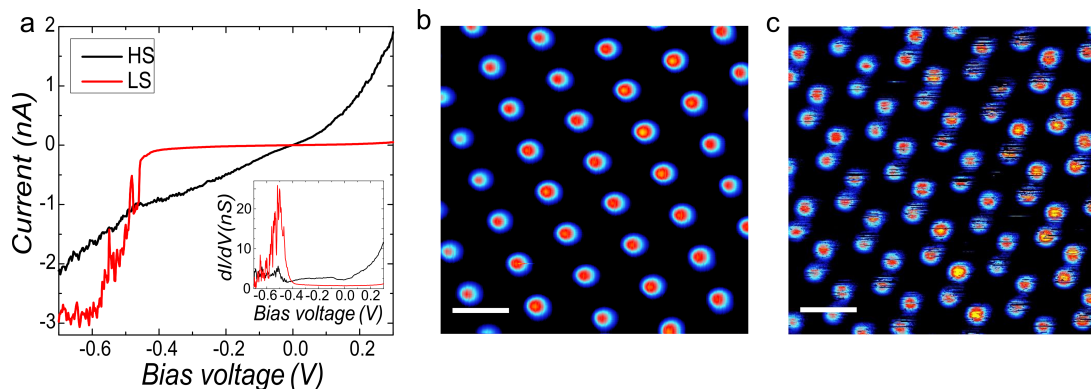 a
b
c
HS
LS
Current (nA)
2
1
0
-1
-2
-3
-0.6
-0.4
-0.2
0.0
0.2
Bias voltage (V)
dI/dV(nS)
20
10
0
-0.6
-0.4
-0.2
0.0
0.2
Bias voltage (V)